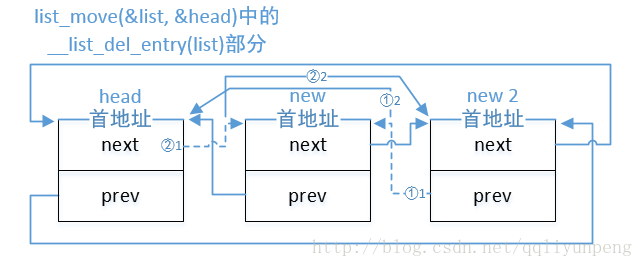 list_move(&list, &head)中的
__list_del_entry(list)部分
②2
head
new
①2
new 2
首地址
首地址
首地址
next
②1
next
next
prev
prev
①1
prev
http://blog.csdn.net/qqliyunpeng